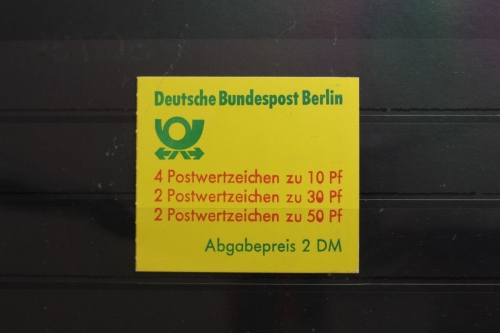 Deutsche Bundespost Berlin
4 Postwertzeichen zu 10 Pf
2 Postwertzeichen zu 30 Pf
2 Postwertzeichen zu 50 Pf
Abgabepreis 2 DM